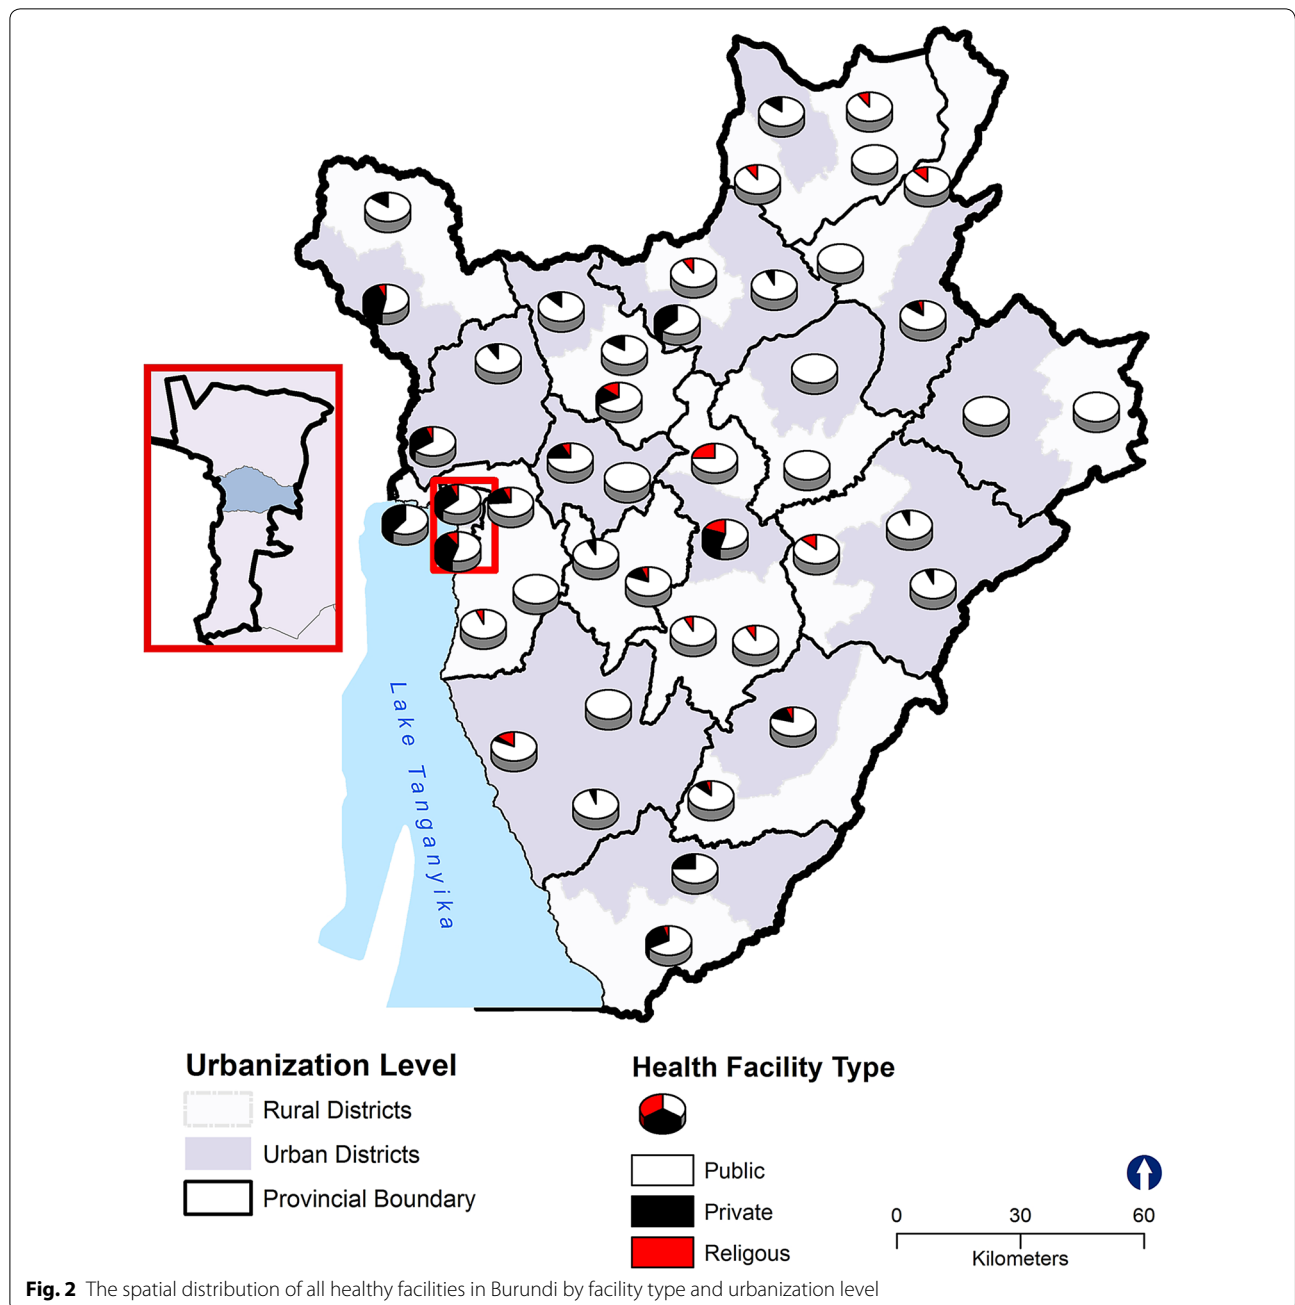 Lake Tanganyika
Urbanization Level
Rural Districts
Urban Districts
Provincial Boundary
Health Facility Type
Public
Private
Religous
0 30 60
Kilometers
Fig. 2 The spatial distribution of all healthy facilities in Burundi by facility type and urbanization level